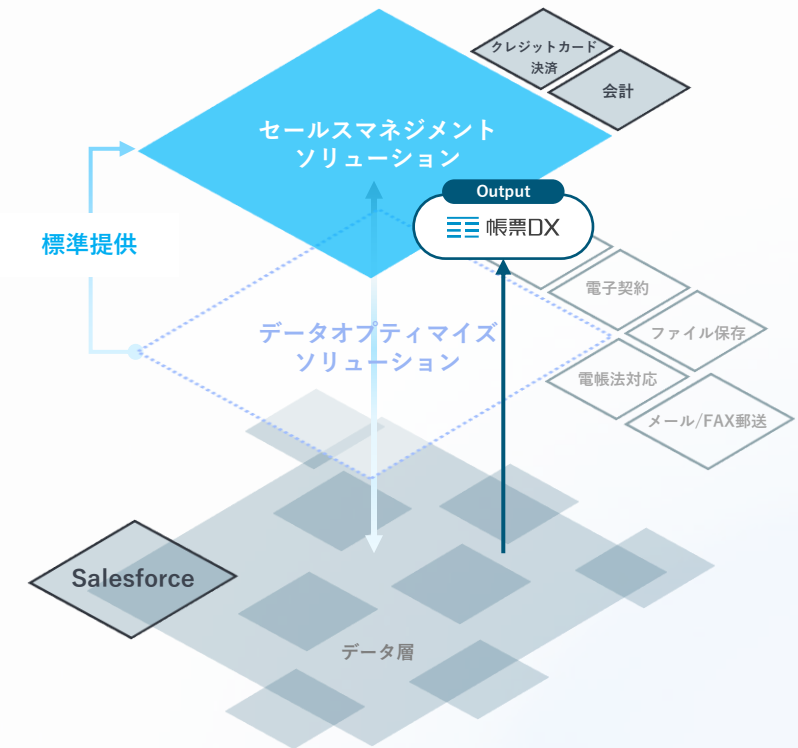 クレジットカード
決済
会計
セールスマネジメント
ソリューション
Output
帳票DX
標準提供
電子契約
データオプティマイズ
ソリューション
ファイル保存
電帳法対応
メール/FAX郵送
Salesforce
データ層